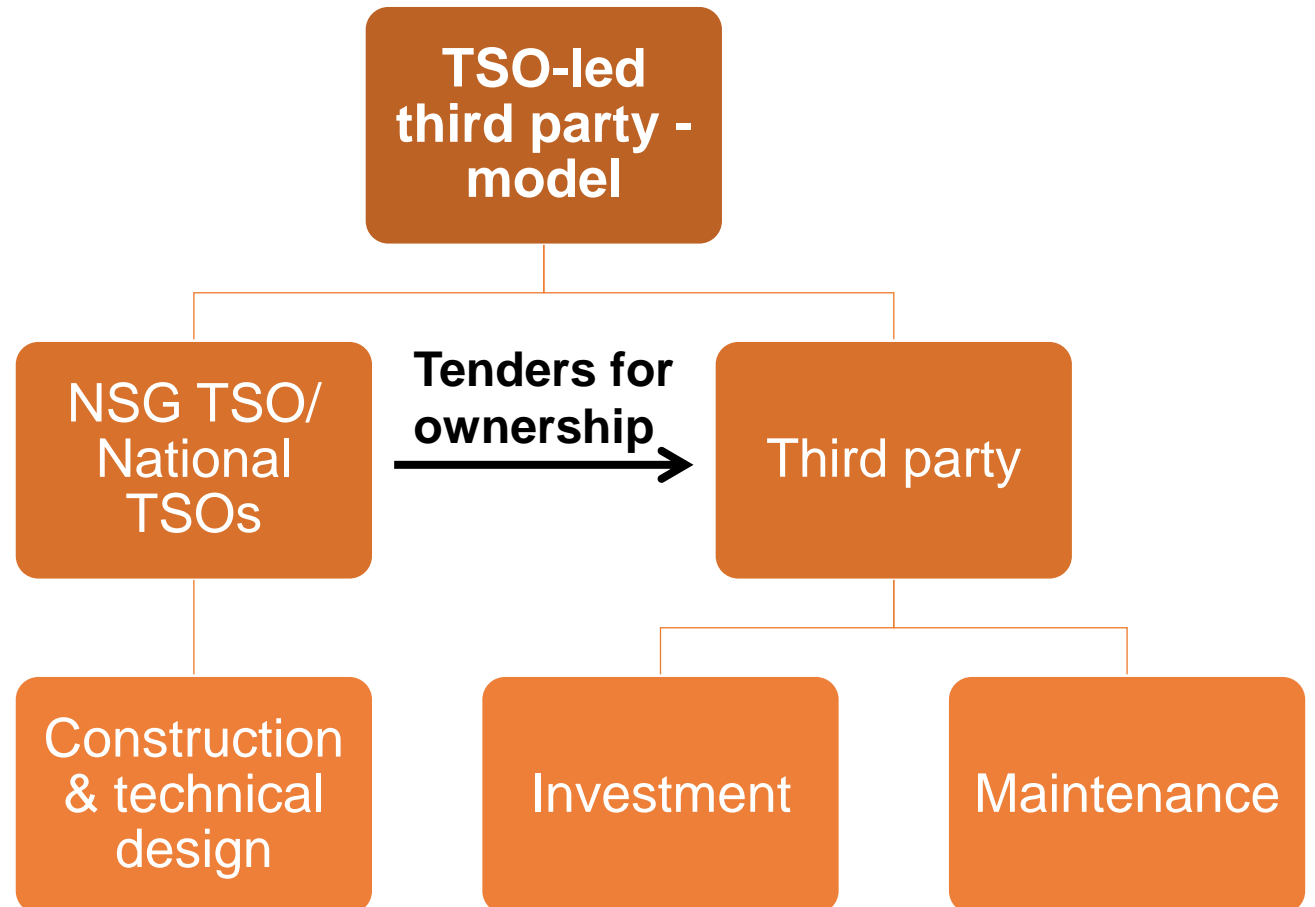 TSO-led
third party -
model
NSG TSO/
National
TSOs
Tenders for
ownership
Third party
Construction
& technical
design
Investment
Maintenance